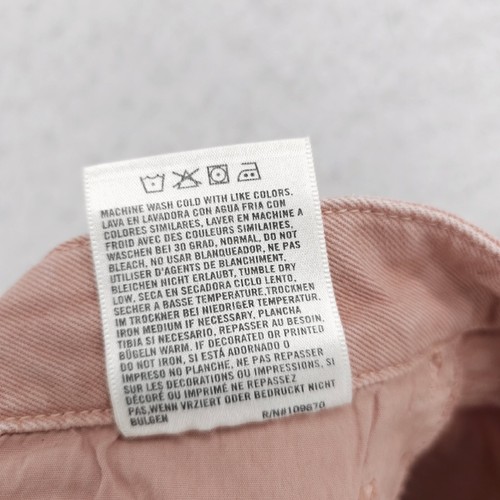 MACHINE WASH COLD WITH LIKE COLORS,
LAVA EN LAVADORA CON AGUA FRIA CON
COLORES SIMILARES, LAVER EN MACHINE A
FROID AVEC DES COULEURS SIMILAIRES,
WASCHEN BEI 30 GRAD, NORMAL, DO NOT
BLEACH, NO USAR BLANQUEADOR, NE PAS
UTILISER D'AGENTS DE BLANCHIMENT,
BLEICHEN NICHT ERLAUBT, TUMBLE DRY
LOW, SECA EN SECADORA CICLO LENTO,
SECHER A BASSE TEMPERATURE,TROCKNEN
IM TROCKNER BEI NIEDRIGER TEMPERATUR.
IRON MEDIUM IF NECESSARY, PLANCHA
TIBIA SI NECESARIO, REPASSER AU BESOIN,
BÜGELN WARM. IF DECORATED OR PRINTED
DO NOT IRON, SI ESTÁ ADORNADO O
IMPRESO NO PLANCHE, NE PAS REPASSER
SUR LES DECORATIONS OU IMPRESSIONS, SI
DÉCORÉ OU IMPRIMÉ NE REPASSEZ
PAS,WENN VRZIERT ODER BEDRUCKT NICHT
BULGEN
R/N#109670